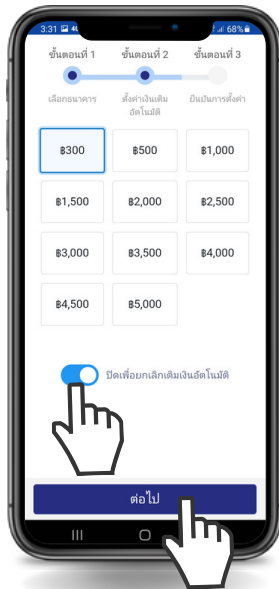 3:31
68%
ขั้นตอนที่ 1 ขั้นตอนที่ 2 ขั้นตอนที่ 3
เลือกธนาคาร ตั้งค่าเงินเติม ยืนยันการตั้งค่า
อัตโนมัติ
฿300 ฿500 ฿1,000
฿1,500 ฿2,000 ฿2,500
฿3,000 ฿3,500 ฿4,000
฿4,500 ฿5,000
ปิดเพื่อยกเลิกเติมเงินอัตโนมัติ
ต่อไป